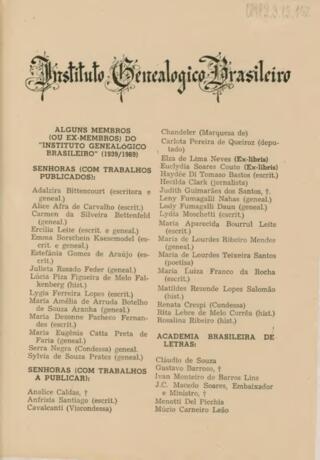 Instituto Genealogico Brasileiro
ALGUNS MEMBROS
(OU EX-MEMBROS) DO
"INSTITUTO GENEALOGICO
BRASILEIRO" (1939/1969)
SENHORAS (COM TRABALHOS
PUBLICADOS):
Adalzira Bittencourt (escritora e
geneal.)
Alice Afra de Carvalho (escrit.)
Carmen da Silveira Bettenfeld
(geneal.)
Ercília Leite (escrit. e geneal.)
Emma Borsthein Kaesemodel (es-
crit. e geneal.)
Estefânia Gomes de Araújo (es-
crit.)
Julieta Rosado Feder (geneal.)
Lúcia Piza Figueira de Melo Fal-
kenberg (hist.)
Lygia Ferreira Lopes (escrit.)
Maria Amélia de Arruda Botelho
de Souza Aranha (geneal.)
Maria Dezonne Pacheco Fernan-
des (escrit.)
Maria Eugênia Catta Preta de
Faria (geneal.)
Serra Negra (Condessa) geneal.
Sylvia de Souza Prates (geneal.)
SENHORAS (COM TRABALHOS
A PUBLICAR):
Analice Caldas, †
Anfrísia Santiago (escrit.)
Cavalcanti (Viscondessa)
Chandeler (Marquesa de)
Carlota Pereira de Queiroz (depu-
tado)
Elza de Lima Neves (Ex-libris)
Euclydia Soares Couto (Ex-libris)
Haydée Di Tomaso Bastos (escrit.)
Hecilda Clark (jornalista)
Judith Guimarães dos Santos, †.
Leny Fumagalli Nahas (geneal.)
Ledy Fumagalli Daun (geneal.)
Lydia Moschetti (escrit.)
Maria Aparecida Bourrul Leite
(escrit.)
Maria de Lourdes Ribeiro Mendes
(geneal.)
Maria de Lourdes Teixeira Santos
(poetisa)
Maria Luiza Franco da Rocha
(escrit.)
Matildes Rezende Lopes Salomão
(hist.)
Renata Crespi (Condessa)
Rita Lebre de Melo Corrêa (hist.)
Rosalina Ribeiro (hist.)
ACADEMIA BRASILEIRA DE
LETRAS:
Cláudio de Souza
Gustavo Barroso, †
Ivan Monteiro de Barros Lins
J.C. Macedo Soares, Embaixador
e Ministro, †
Menotti Del Picchia
Múcio Carneiro Leão